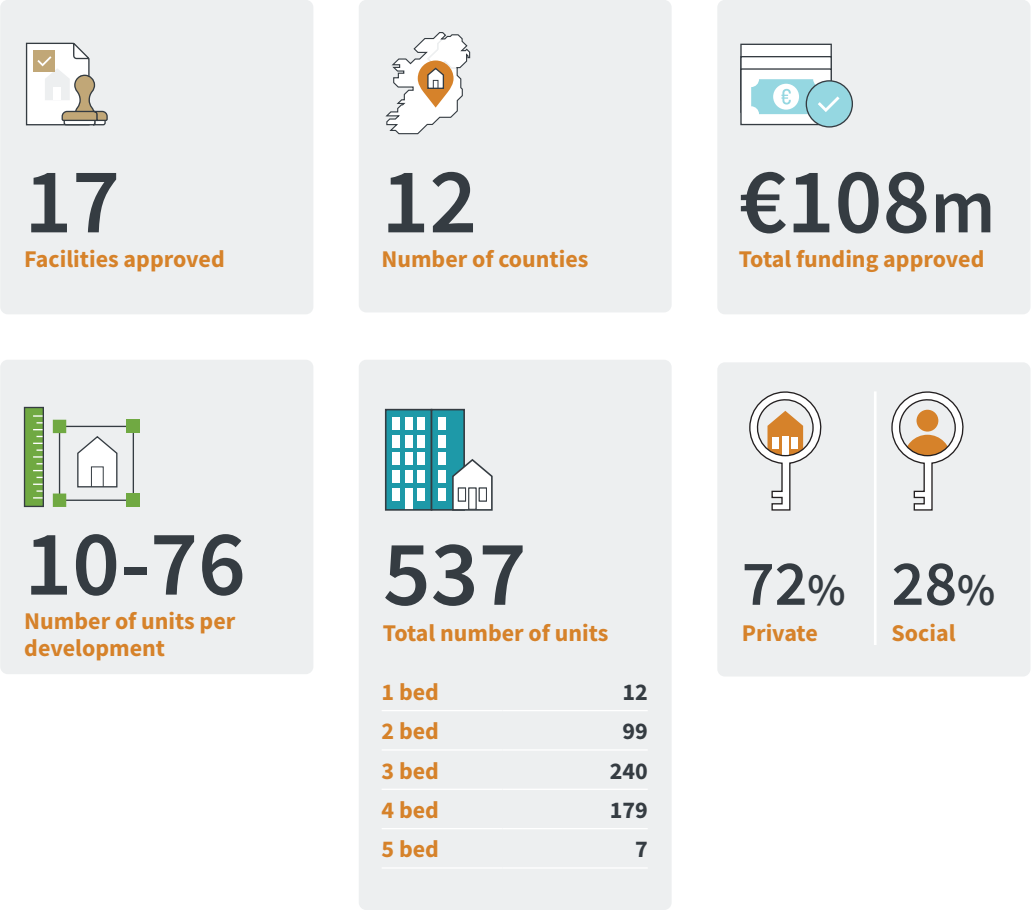 17
Facilities approved
12
Number of counties
€
€108m
Total funding approved
10-76
Number of units per
development
537
Total number of units
1 bed 12
2 bed 99
3 bed 240
4 bed 179
5 bed 7
72%
Private
28%
Social